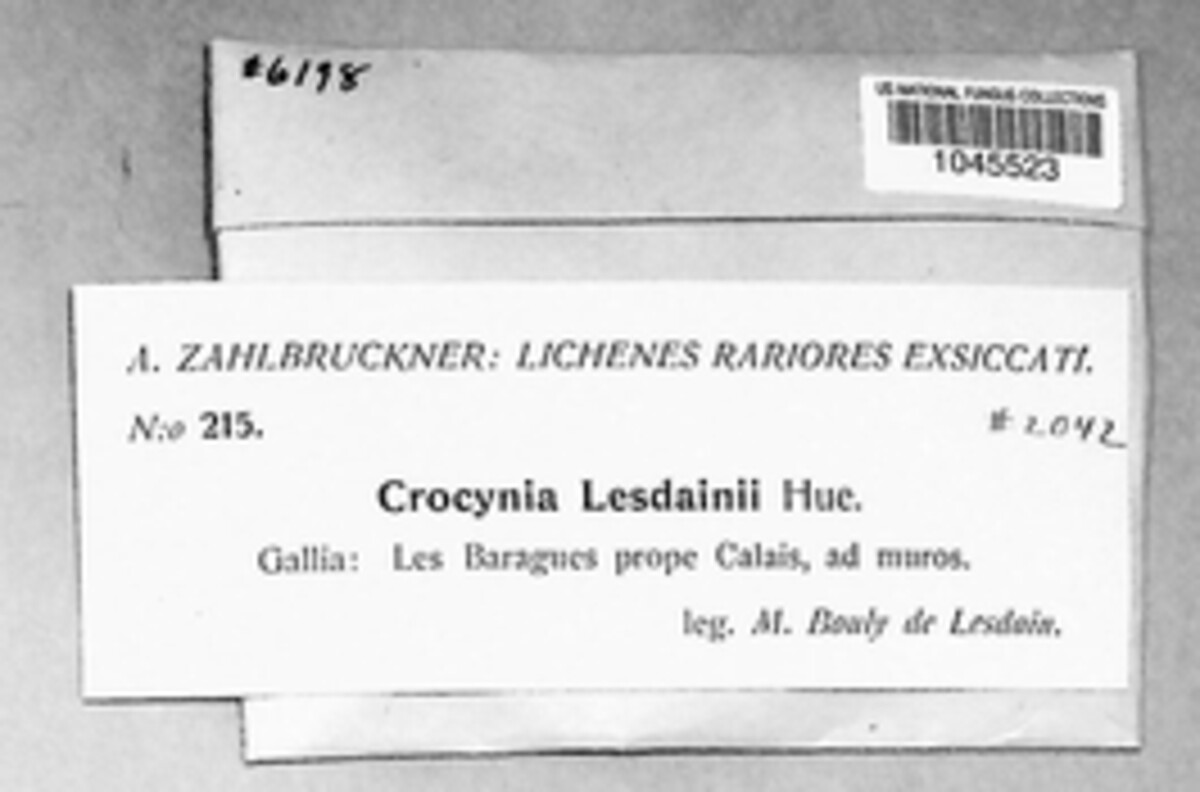 #6198
US NATIONAL FUNGUS COLLECTIONS
1045523
A. ZAHLBRUCKNER: LICHENES RARIORES EXSICCATI.
N:o 215.
#2042
Crocynia Lesdainii Hue.
Gallia: Les Baragues prope Calais, ad muros.
leg. M. Bouly de Lesdain.